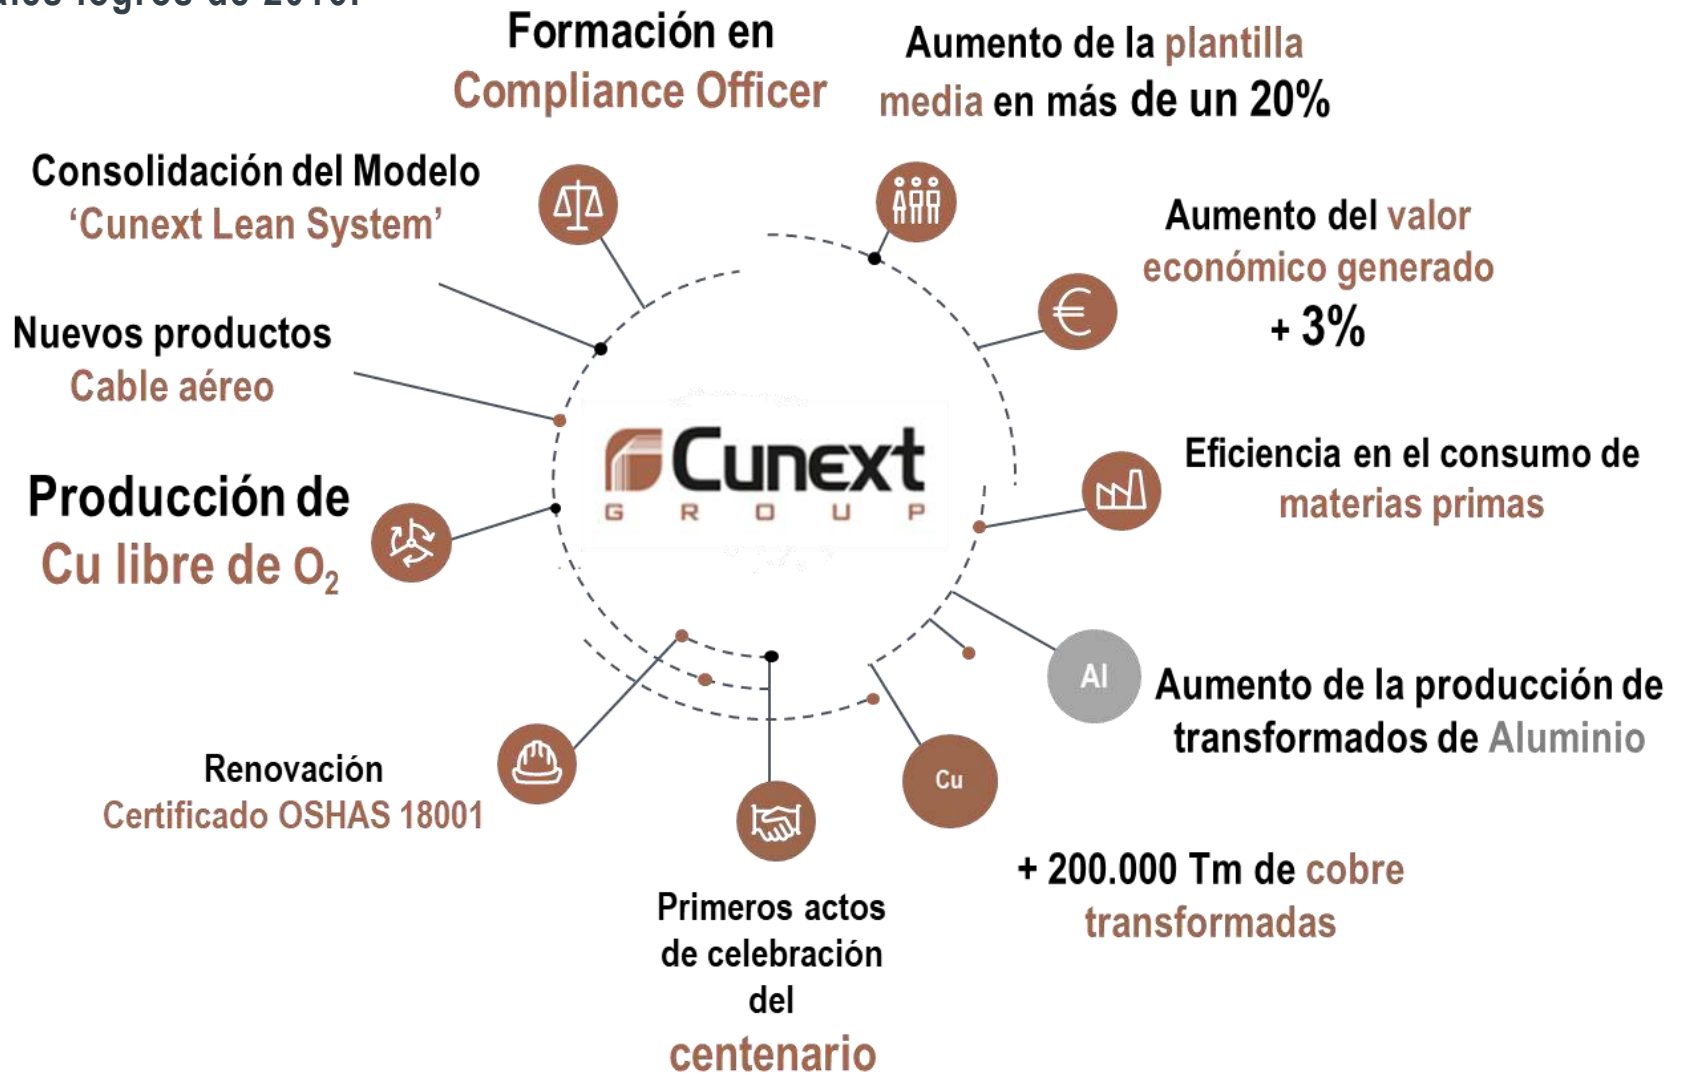 logros de
Formación en
Compliance Officer
Aumento de la plantilla
media en más de un 20%
Consolidación del Modelo
‘Cunext Lean System’
Aumento del valor
económico generado
+ 3%
Nuevos productos
Cable aéreo
Cunext
GROUP
Eficiencia en el consumo de
materias primas
Producción de
Cu libre de O₂
Al
Aumento de la producción de
transformados de Aluminio
Renovación
Certificado OSHAS 18001
Cu
+ 200.000 Tm de cobre
transformadas
Primeros actos
de celebración
del
centenario